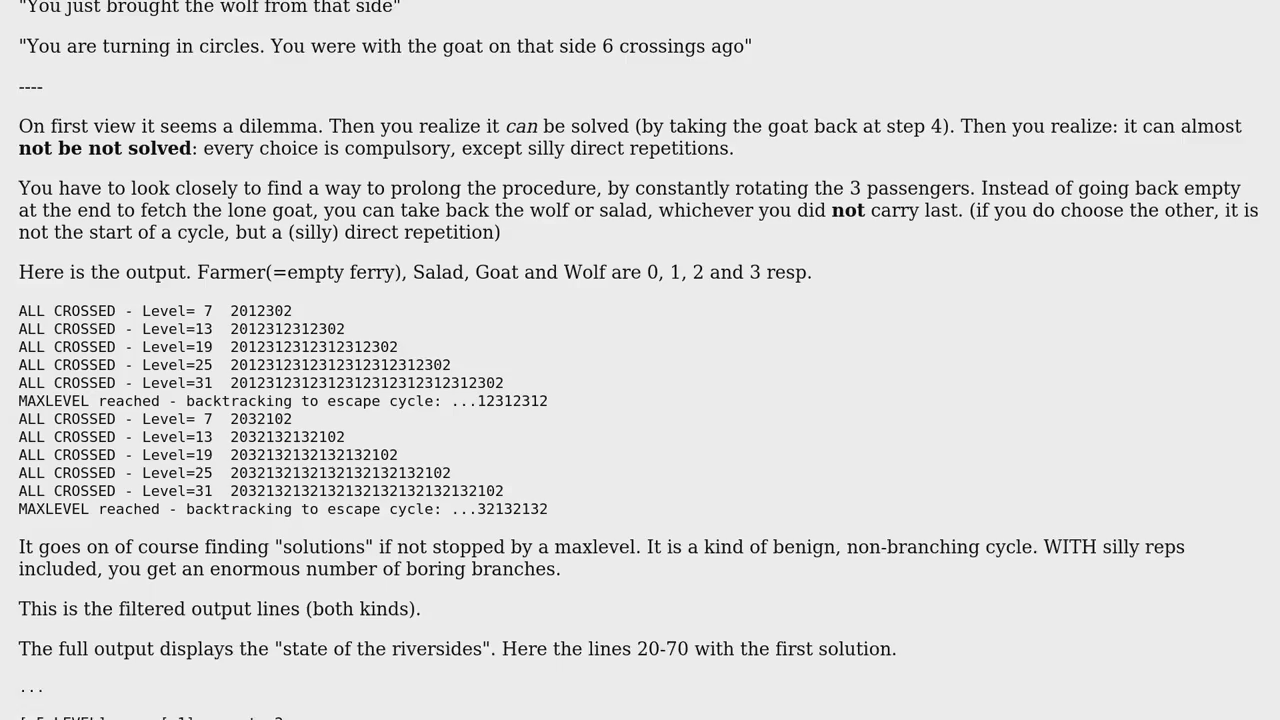 "You just brought the wolf from that side"
"You are turning in circles. You were with the goat on that side 6 crossings ago"
----
On first view it seems a dilemma. Then you realize it can be solved (by taking the goat back at step 4). Then you realize: it can almost
not be not solved: every choice is compulsory, except silly direct repetitions.
You have to look closely to find a way to prolong the procedure, by constantly rotating the 3 passengers. Instead of going back empty
at the end to fetch the lone goat, you can take back the wolf or salad, whichever you did not carry last. (if you do choose the other, it is
not the start of a cycle, but a (silly) direct repetition)
Here is the output. Farmer(=empty ferry), Salad, Goat and Wolf are 0, 1, 2 and 3 resp.
ALL CROSSED - Level= 7  2012302
ALL CROSSED - Level=13  2012312312302
ALL CROSSED - Level=19  2012312312312312302
ALL CROSSED - Level=25  2012312312312312312312302
ALL CROSSED - Level=31  2012312312312312312312312312302
MAXLEVEL reached - backtracking to escape cycle: ...12312312
ALL CROSSED - Level= 7  2032102
ALL CROSSED - Level=13  2032132132102
ALL CROSSED - Level=19  2032132132132132102
ALL CROSSED - Level=25  2032132132132132132132102
ALL CROSSED - Level=31  2032132132132132132132132132102
MAXLEVEL reached - backtracking to escape cycle: ...32132132
It goes on of course finding "solutions" if not stopped by a maxlevel. It is a kind of benign, non-branching cycle. WITH silly reps
included, you get an enormous number of boring branches.
This is the filtered output lines (both kinds).
The full output displays the "state of the riversides". Here the lines 20-70 with the first solution.
...